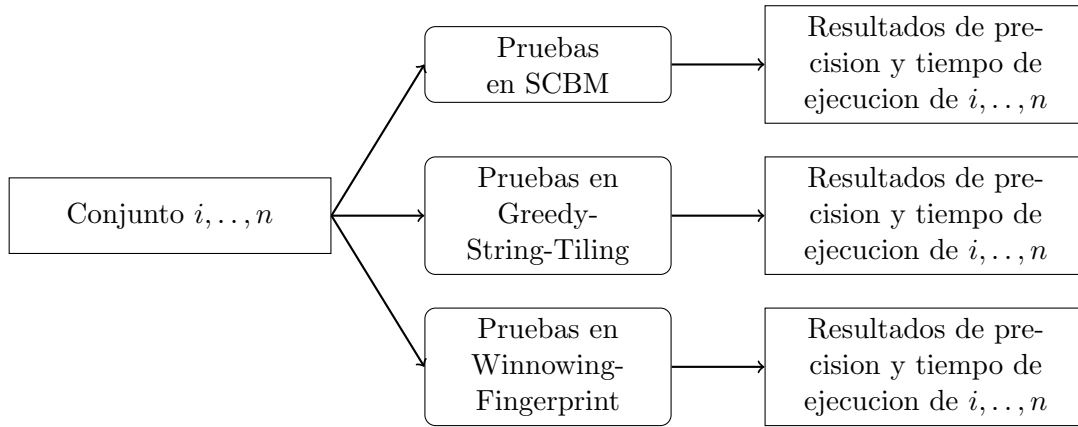 Conjunto i, . . , n
Pruebas
en SCBM
Resultados de pre-
cision y tiempo de
ejecucion de i, . . , n
Pruebas en
Greedy-
String-Tiling
Resultados de pre-
cision y tiempo de
ejecucion de i, . . , n
Pruebas en
Winnowing-
Fingerprint
Resultados de pre-
cision y tiempo de
ejecucion de i, . . , n